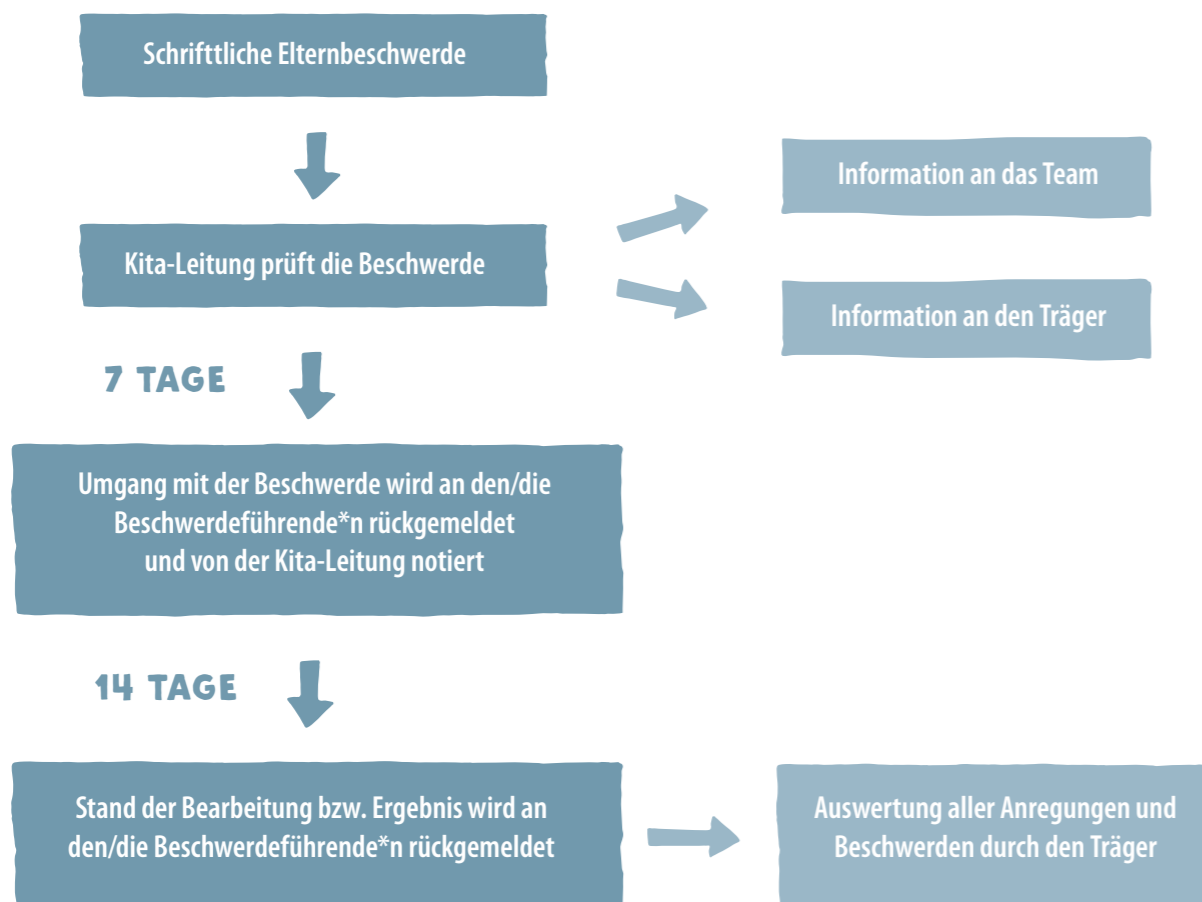 Schrifttliche Elternbeschwerde
Information an das Team
Kita-Leitung prüft die Beschwerde
Information an den Träger
7 TAGE
Umgang mit der Beschwerde wird an den/die
Beschwerdeführende*n rückgemeldet
und von der Kita-Leitung notiert
14 TAGE
Stand der Bearbeitung bzw. Ergebnis wird an
den/die Beschwerdeführende*n rückgemeldet
Auswertung aller Anregungen und
Beschwerden durch den Träger